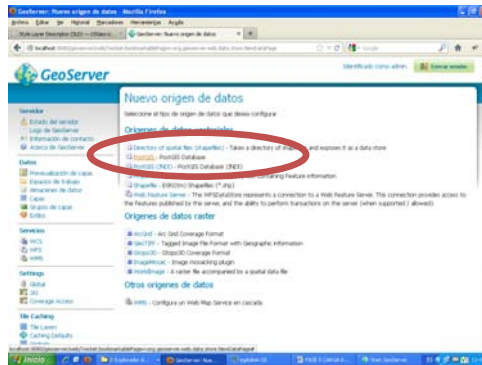 GeoServer: Nuevo origen de datos - Mozilla Firefox
GeoServer: Nuevo origen de datos
GeoServer
Identificado como admin.
Cerrar sesión
Servidor
Estado del servidor
Logs de GeoServer
Información de contacto
Acerca de GeoServer
Datos
Previsualización de capas
Espacios de trabajo
Almacenes de datos
Capas
Grupos de capas
Estilos
Servicios
WCS
WFS
WMS
Settings
Global
JAI
Coverage Access
Tile Caching
Tile Layers
Caching Defaults
Nuevo origen de datos
Seleccione el tipo de origen de datos que desea configurar
Orígenes de datos vectoriales
Directory of spatial files (shapefiles) - Takes a directory of and exposes it as a data store
PostGIS - PostGIS Database
PostGIS (JNDI) - PostGIS Database (JNDI)
containing Feature information
Shapefile - ESRI(tm) Shapefiles (*.shp)
Web Feature Server - The WFSDataStore represents a connection to a Web Feature Server. This connection provides access to
the Features published by the server, and the ability to perform transactions on the server (when supported / allowed).
Orígenes de datos raster
ArcGrid - Arc Grid Coverage Format
GeoTIFF - Tagged Image File Format with Geographic information
Gtopo30 - Gtopo30 Coverage Format
ImageMosaic - Image mosaicking plugin
WorldImage - A raster file accompanied by a spatial data file
Otros orígenes de datos
WMS - Configura un Web Map Service en cascada
Inicio